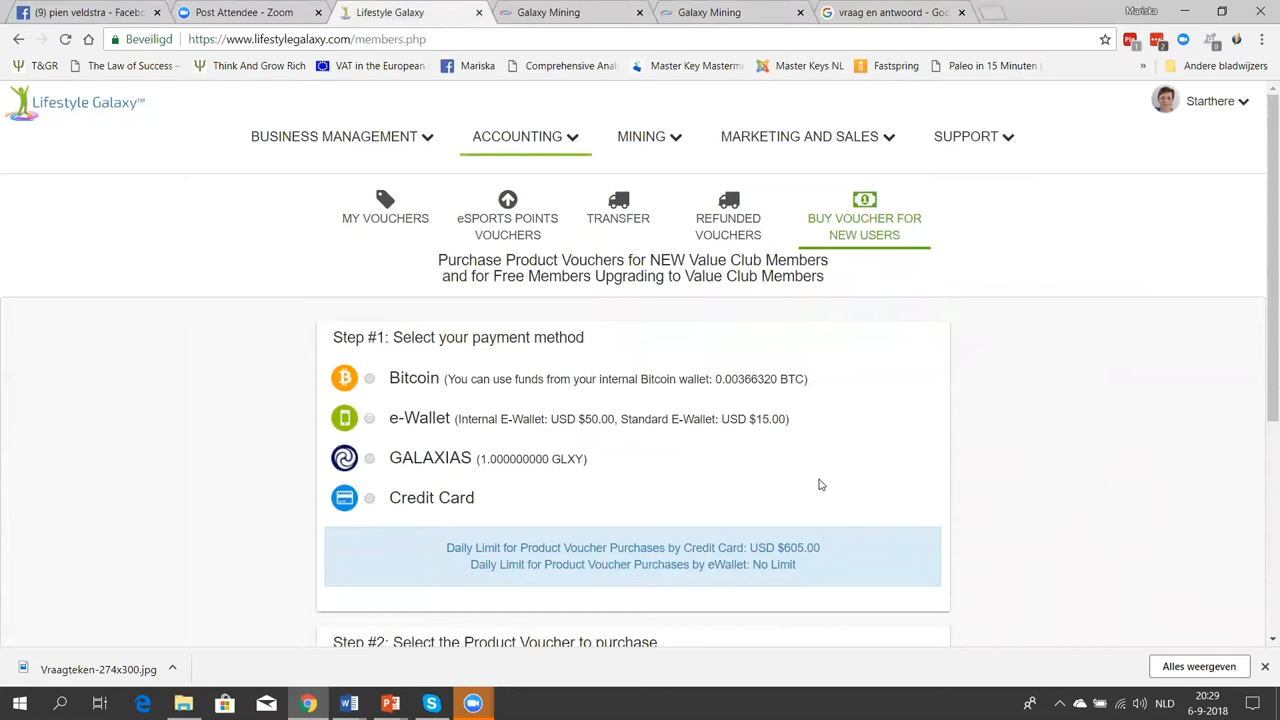 (9) pien veldstra - Faceb
Post Attendee - Zoom
Lifestyle Galaxy
Galaxy Mining
Galaxy Mining
vraag en antwoord - Goo
Mariska
Beveiligd
https://www.lifestylegalaxy.com/members.php
1
2
0
T&GR
The Law of Success -
Think And Grow Rich
VAT in the European
Mariska
Comprehensive Anal
Master Key Masterm
Master Keys NL
Fastspring
Paleo in 15 Minuten
»
Andere bladwijzers
Lifestyle Galaxy™
Starthere
BUSINESS MANAGEMENT
ACCOUNTING
MINING
MARKETING AND SALES
SUPPORT
MY VOUCHERS
eSPORTS POINTS
VOUCHERS
TRANSFER
REFUNDED
VOUCHERS
BUY VOUCHER FOR
NEW USERS
Purchase Product Vouchers for NEW Value Club Members
and for Free Members Upgrading to Value Club Members
Step #1: Select your payment method
Bitcoin (You can use funds from your internal Bitcoin wallet: 0.00366320 BTC)
e-Wallet (Internal E-Wallet: USD $50.00, Standard E-Wallet: USD $15.00)
GALAXIAS (1.000000000 GLXY)
Credit Card
Daily Limit for Product Voucher Purchases by Credit Card: USD $605.00
Daily Limit for Product Voucher Purchases by eWallet: No Limit
Step #2: Select the Product Voucher to purchase
Vraagteken-274x300.jpg
Alles weergeven
NLD
20:29
6-9-2018